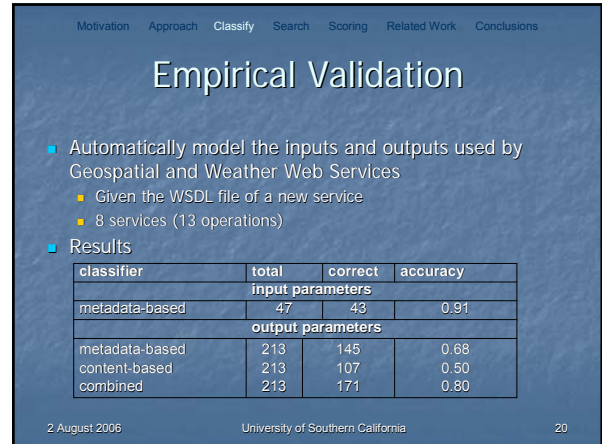 Motivation Approach Classify Search Scoring Related Work Conclusions
Empirical Validation
Automatically model the inputs and outputs used by
Geospatial and Weather Web Services
Given the WSDL file of a new service
8 services (13 operations)
Results
classifier total correct accuracy
input parameters
metadata-based 47 43 0.91
output parameters
metadata-based 213 145 0.68
content-based 213 107 0.50
combined 213 171 0.80
2 August 2006 University of Southern California 20